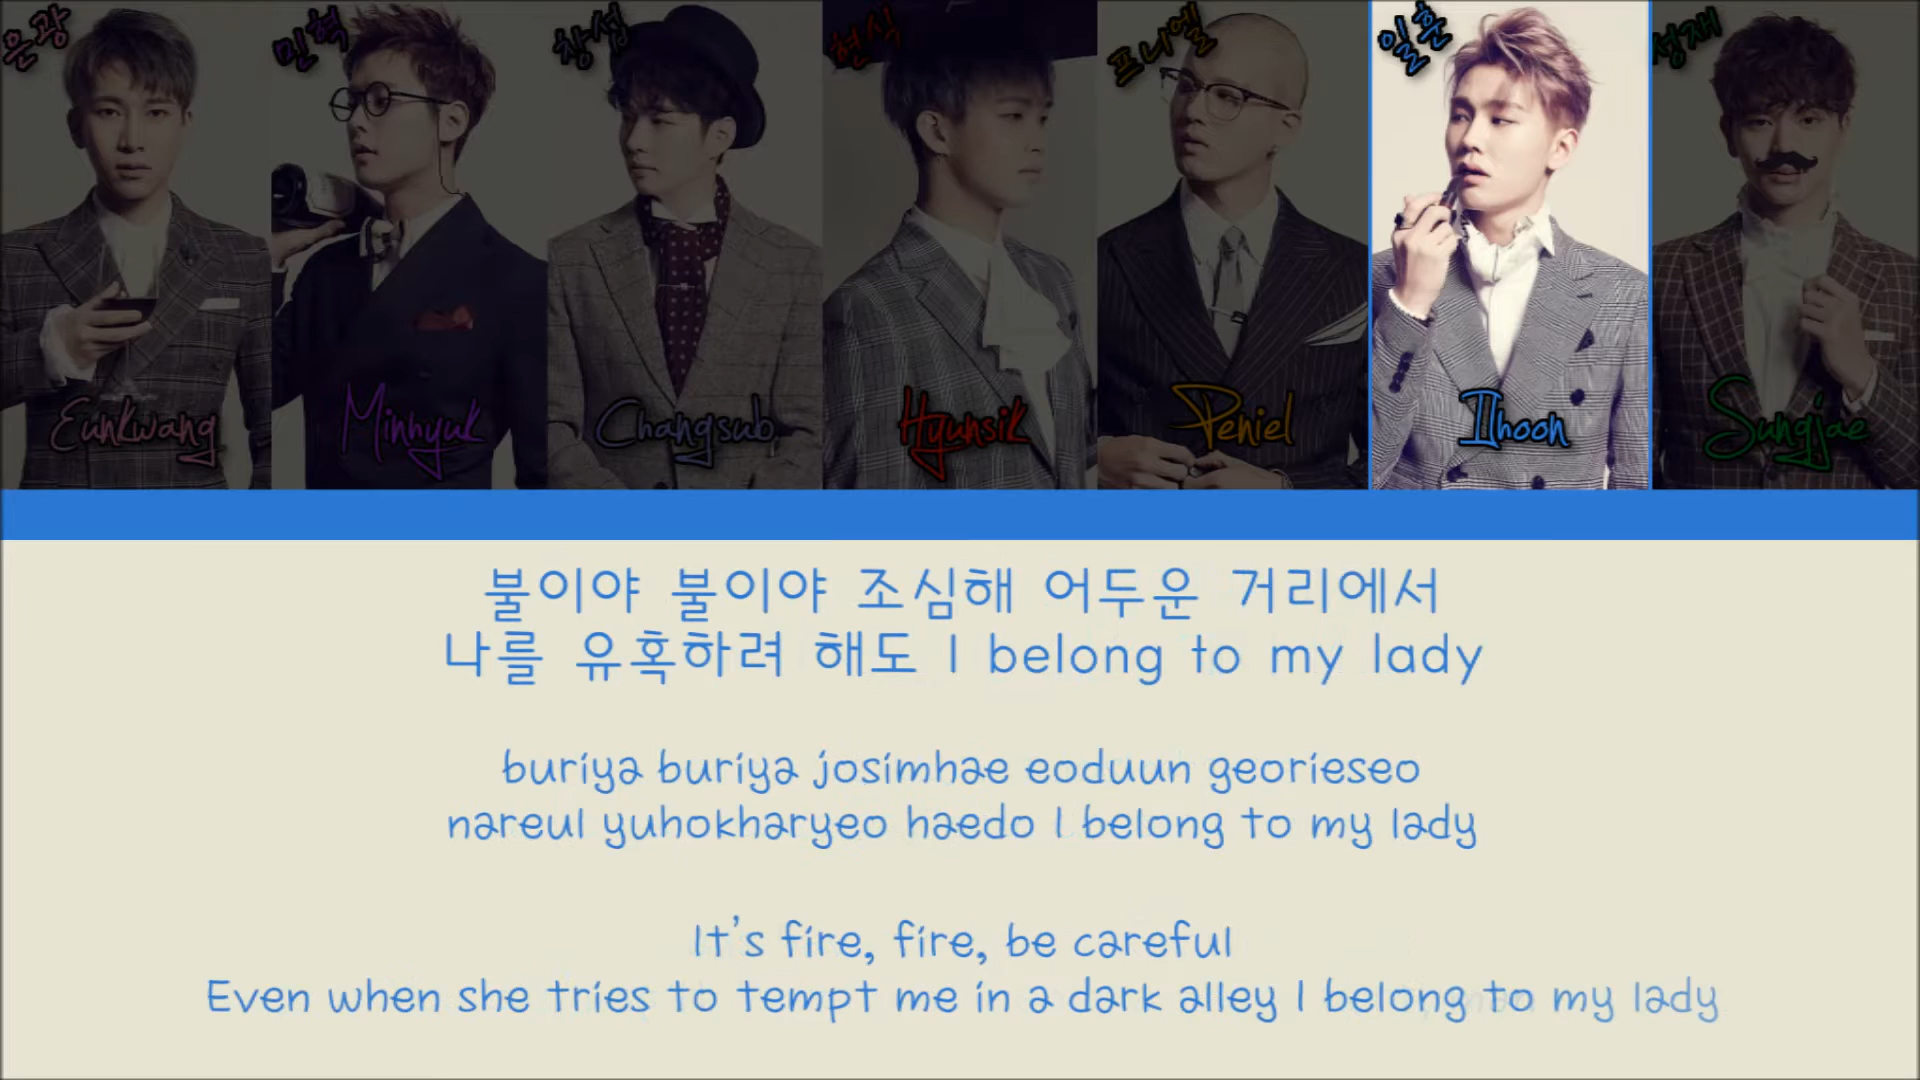 은광 민혁 창섭 현식 프니엘 일훈 성재
Eunkwang Minhyuk Changsub Hyunsik Peniel Ilhoon Sungjae
불이야 불이야 조심해 어두운 거리에서
나를 유혹하려 해도 I belong to my lady
buriya buriya josimhae eoduun georieseo
nareul yuhokharyeo haedo I belong to my lady
It's fire, fire, be careful
Even when she tries to tempt me in a dark alley I belong to my lady